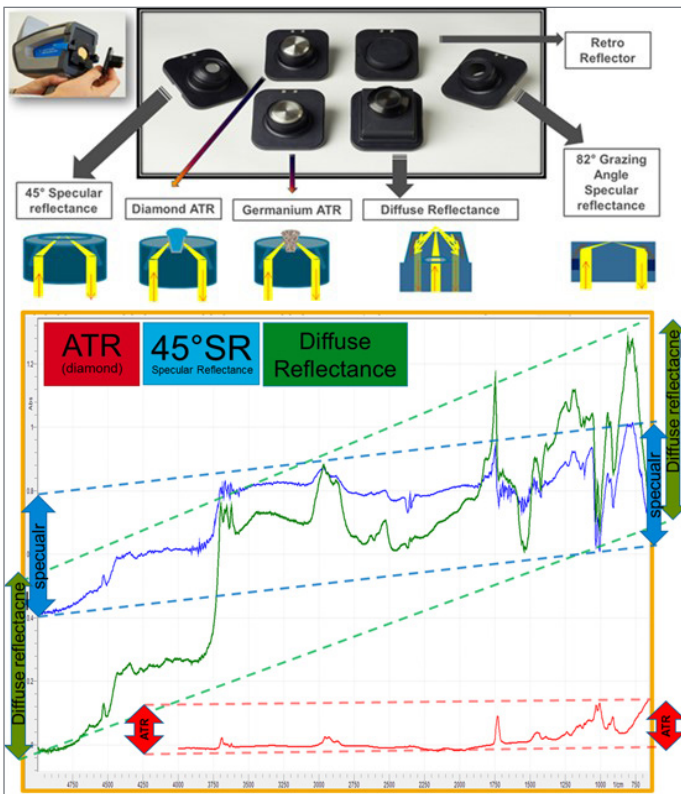 Retro
Reflector
45° Specular
reflectance
Diamond ATR
Germanium ATR
Diffuse Reflectance
82° Grazing
Angle
Specular
reflectance
ATR
(diamond)
45°SR
Specular Reflectance
Diffuse
Reflectance
Abs
1
specualr
Diffuse reflectacne
ATR
Diffuse reflectacne
specualr
ATR
4750
4500
4250
4000
3750
3500
3250
3000
2750
2500
2250
2000
1750
1500
1250
1000
750